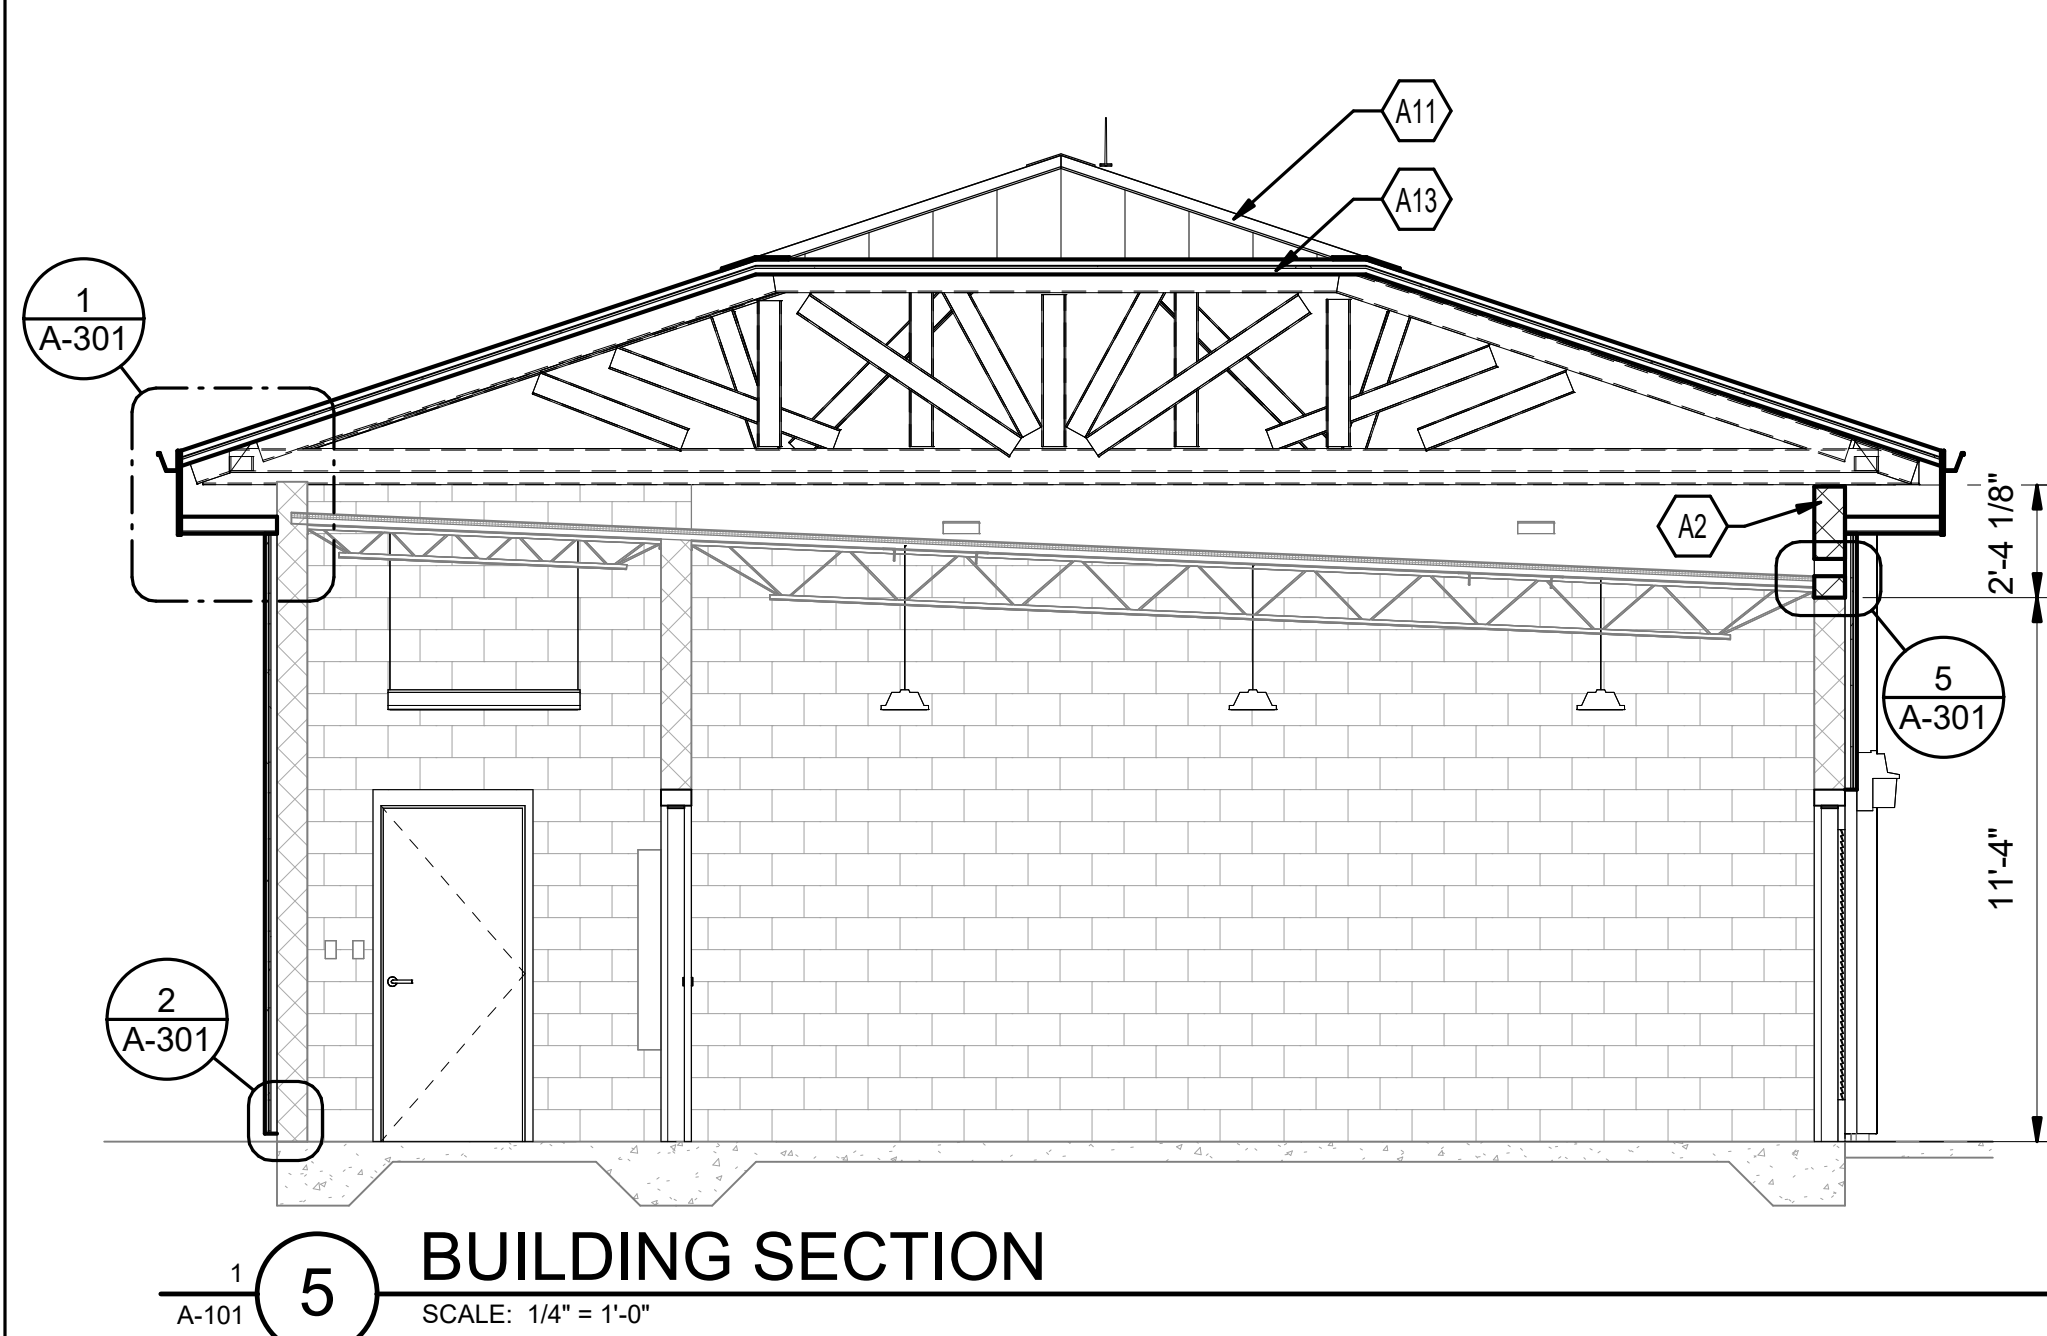 A11
A13
1
A-301
A2
2'-4 1/8"
5
A-301
11'-4"
2
A-301
BUILDING SECTION
1
A-101
5
SCALE: 1/4" = 1'-0"